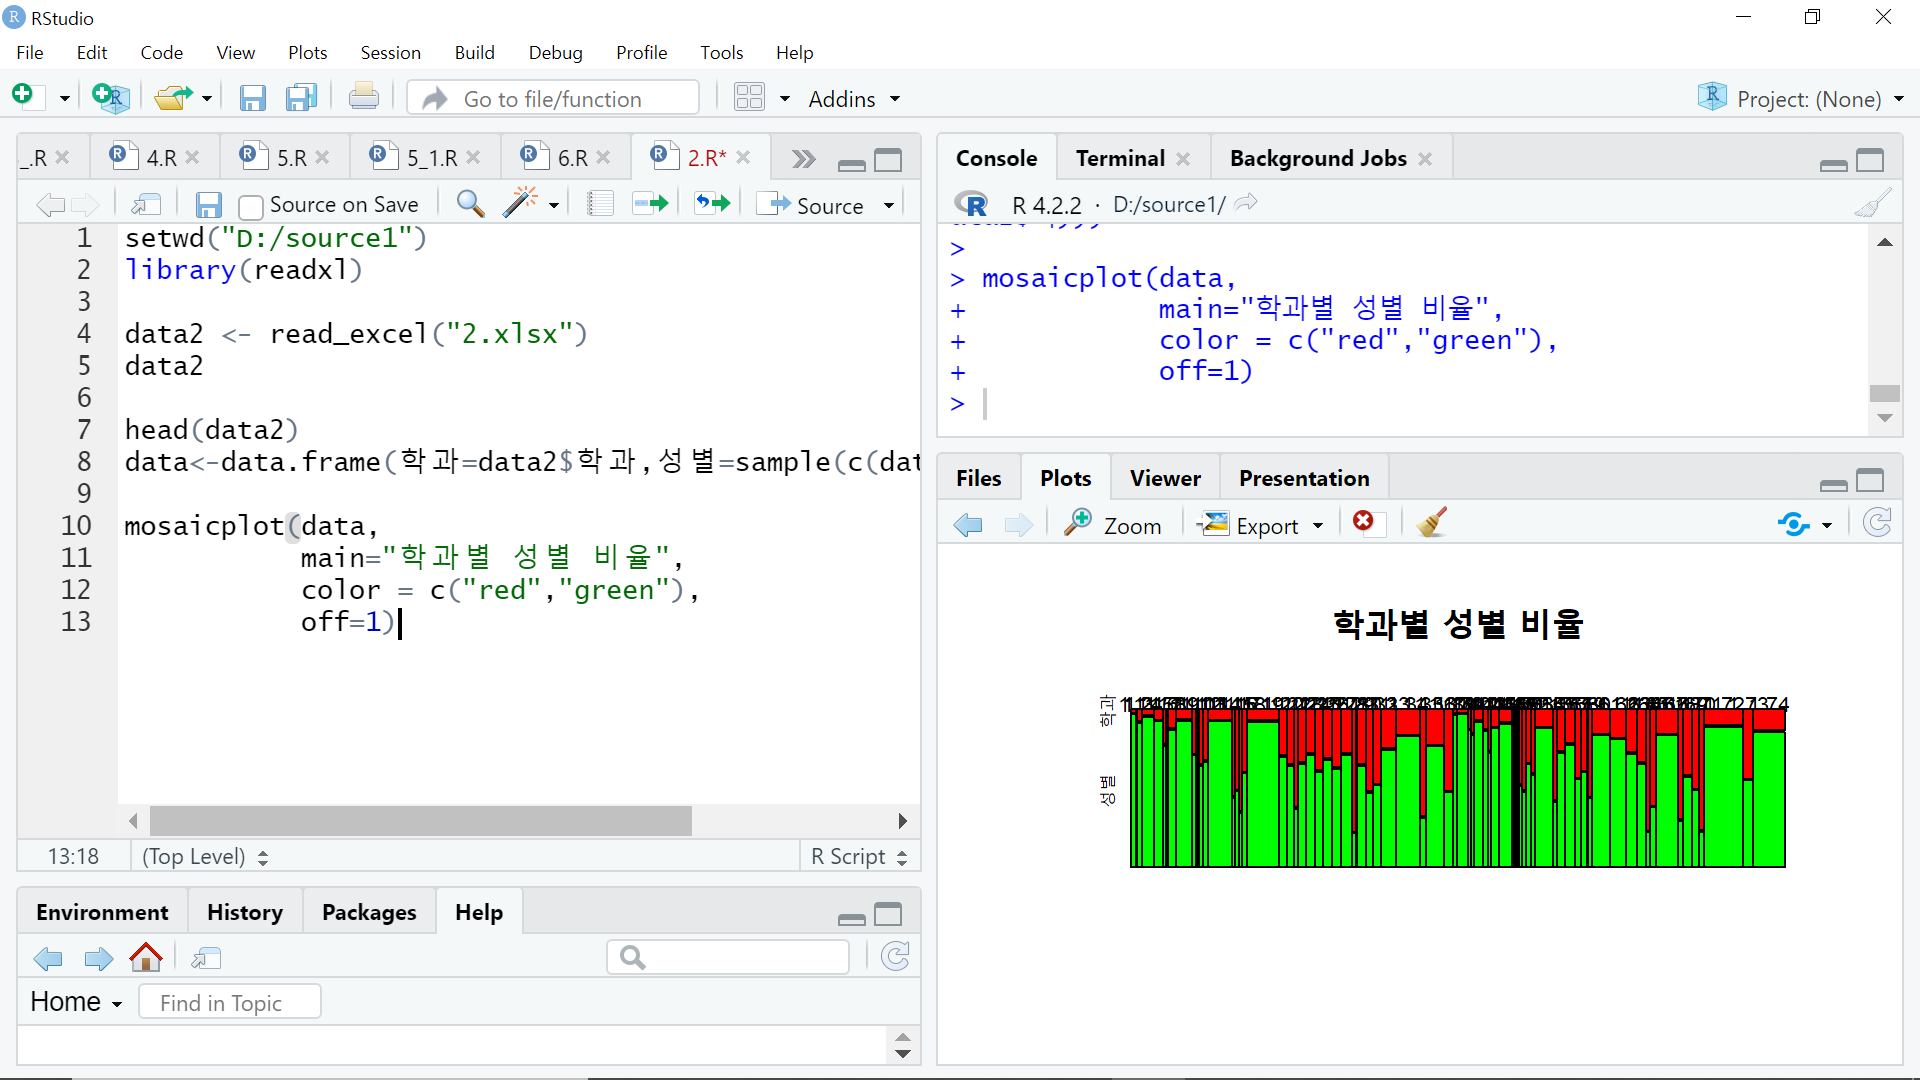 RStudio
File Edit Code View Plots Session Build Debug Profile Tools Help
Go to file/function Addins Project: (None)
_.R 4.R 5.R 5_1.R 6.R 2.R*
Source on Save Source
1 setwd("D:/source1")
2 library(readxl)
3
4 data2 <- read_excel("2.xlsx")
5 data2
6
7 head(data2)
8 data<-data.frame(학과=data2$학과,성별=sample(c(dat
9
10 mosaicplot(data,
11 main="학과별 성별 비율",
12 color = c("red","green"),
13 off=1)
13:18 (Top Level) R Script
Environment History Packages Help
Home Find in Topic
Console Terminal Background Jobs
R 4.2.2 · D:/source1/
>
> mosaicplot(data,
+ main="학과별 성별 비율",
+ color = c("red","green"),
+ off=1)
>
Files Plots Viewer Presentation
Zoom Export
학과별 성별 비율
학과
성별